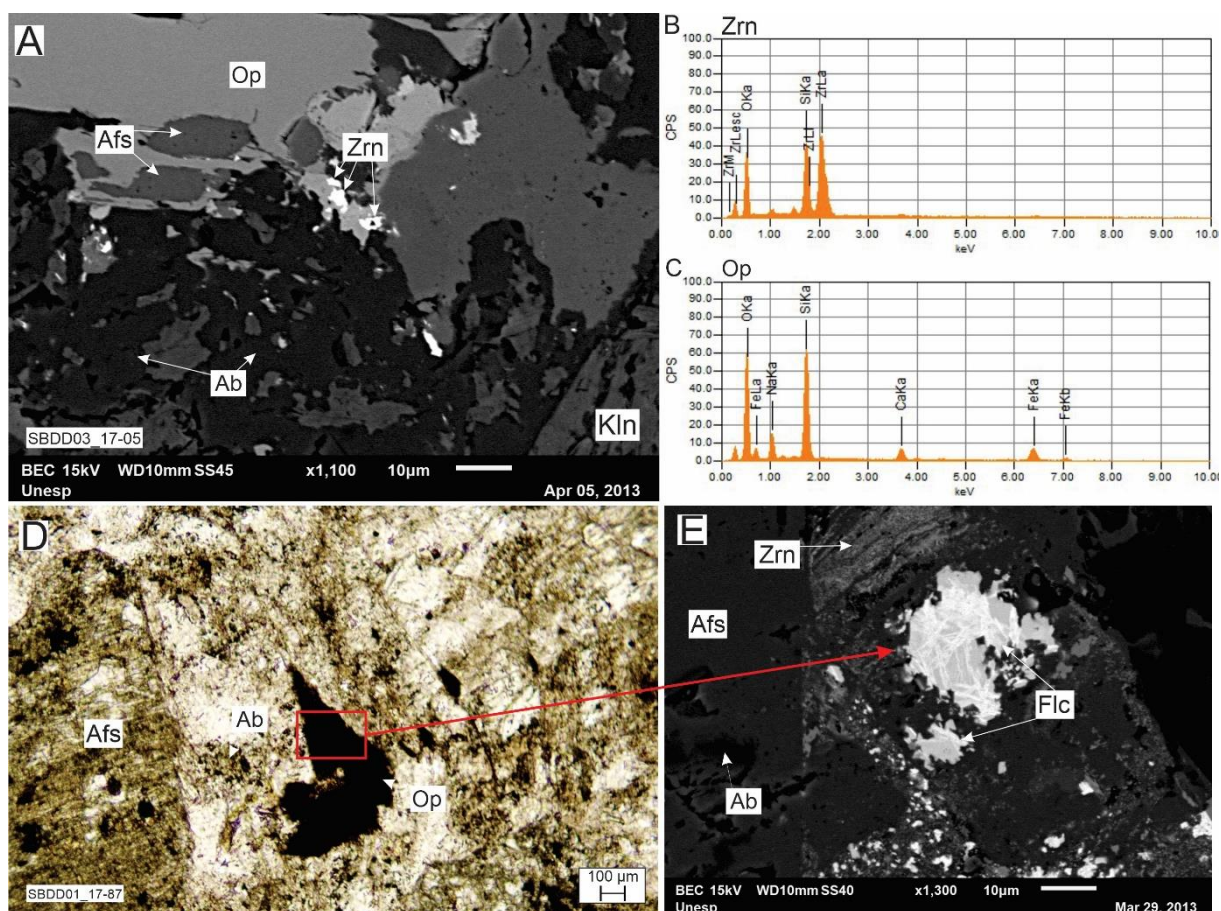 A
Op
Afs
Zrn
Ab
Kln
SBDD03_17-05
BEC 15kV WD10mm SS45 x1,100 10µm
Unesp Apr 05, 2013
B Zrn
100.0
90.0
80.0
70.0
60.0
50.0
40.0
30.0
20.0
10.0
0.0
CPS
ZrM
ZrLesc
OKa
SiKa
ZrLl
ZrLa
0.00 1.00 2.00 3.00 4.00 5.00 6.00 7.00 8.00 9.00 10.00
keV
C Op
100.0
90.0
80.0
70.0
60.0
50.0
40.0
30.0
20.0
10.0
0.0
CPS
OKa
FeLa
NaKa
SiKa
CaKa
FeKa
FeKb
0.00 1.00 2.00 3.00 4.00 5.00 6.00 7.00 8.00 9.00 10.00
keV
D
Afs
Ab
Op
SBDD01_17-87
100 µm
E
Zrn
Afs
Flc
Ab
BEC 15kV WD10mm SS40 x1,300 10µm
Unesp Mar 29, 2013